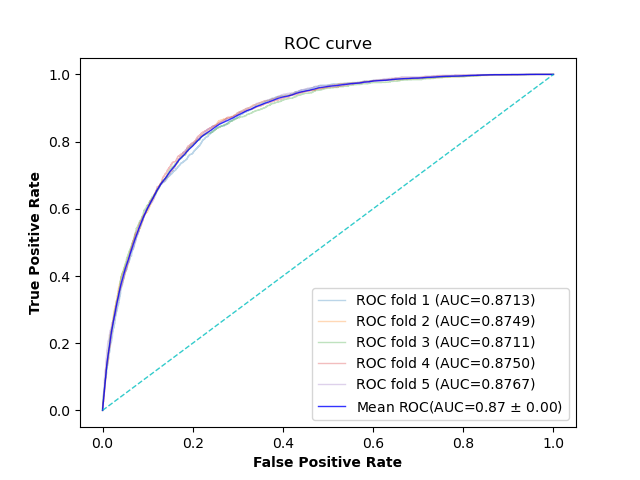 ROC curve
1.0
0.8
0.6
0.4
0.2
0.0
True Positive Rate
ROC fold 1 (AUC=0.8713)
ROC fold 2 (AUC=0.8749)
ROC fold 3 (AUC=0.8711)
ROC fold 4 (AUC=0.8750)
ROC fold 5 (AUC=0.8767)
Mean ROC(AUC=0.87 ± 0.00)
0.0 0.2 0.4 0.6 0.8 1.0
False Positive Rate